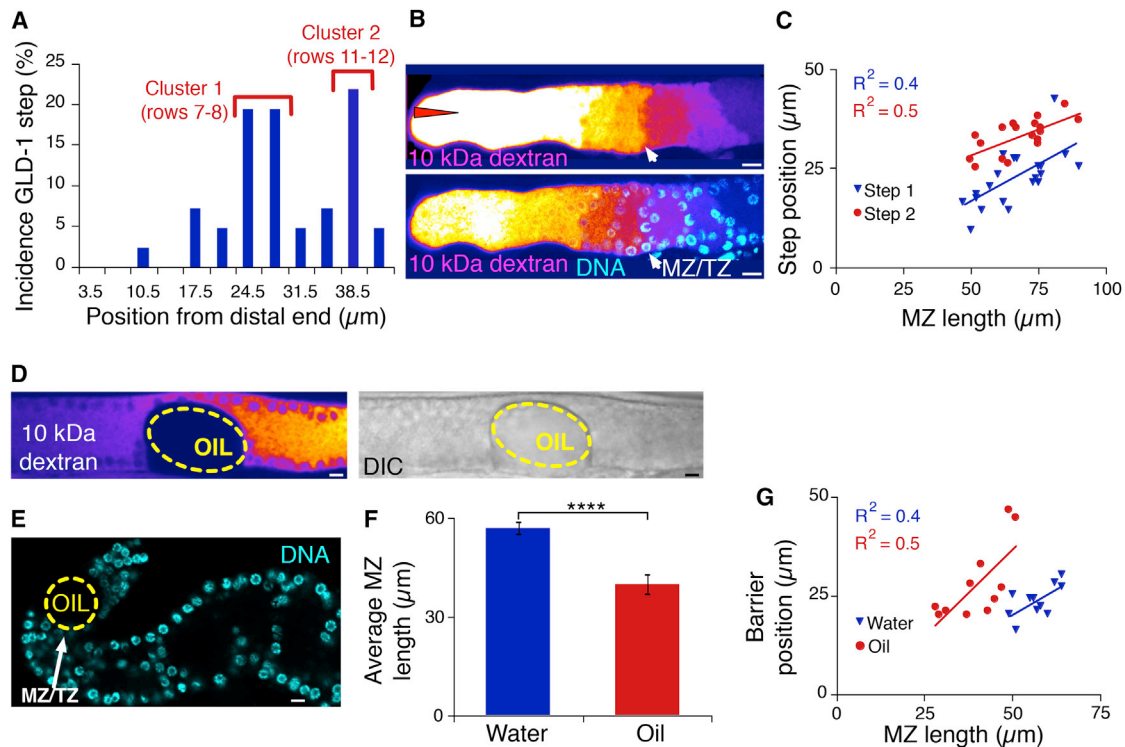 A
Incidence GLD-1 step (%)
25
20
15
10
5
0
Cluster 1
(rows 7-8)
Cluster 2
(rows 11-12)
3.5 10.5 17.5 24.5 31.5 38.5
Position from distal end (µm)
B
10 kDa dextran
10 kDa dextran DNA MZ/TZ
C
Step position (µm)
50
25
0
R² = 0.4
R² = 0.5
Step 1
Step 2
0 25 50 75 100
MZ length (µm)
D
10 kDa
dextran
OIL
DIC
OIL
E
DNA
OIL
MZ/TZ
F
Average MZ
length (µm)
60
30
0
****
Water Oil
G
Barrier
position (µm)
50
25
0
R² = 0.4
R² = 0.5
Water
Oil
0 25 50 75
MZ length (µm)